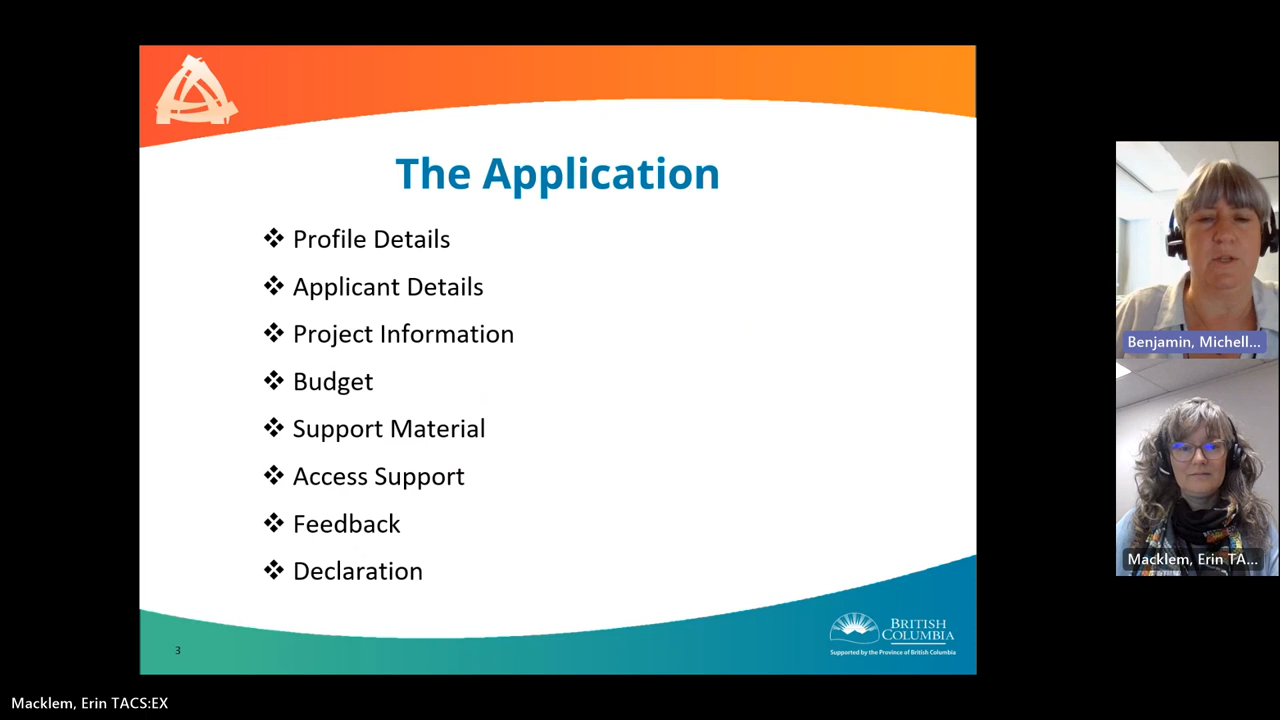 The Application
❖ Profile Details
❖ Applicant Details
❖ Project Information
❖ Budget
❖ Support Material
❖ Access Support
❖ Feedback
❖ Declaration
3
BRITISH
COLUMBIA
Supported by the Province of British Columbia
Benjamin, Michell...
Macklem, Erin TA...
Macklem, Erin TACS:EX